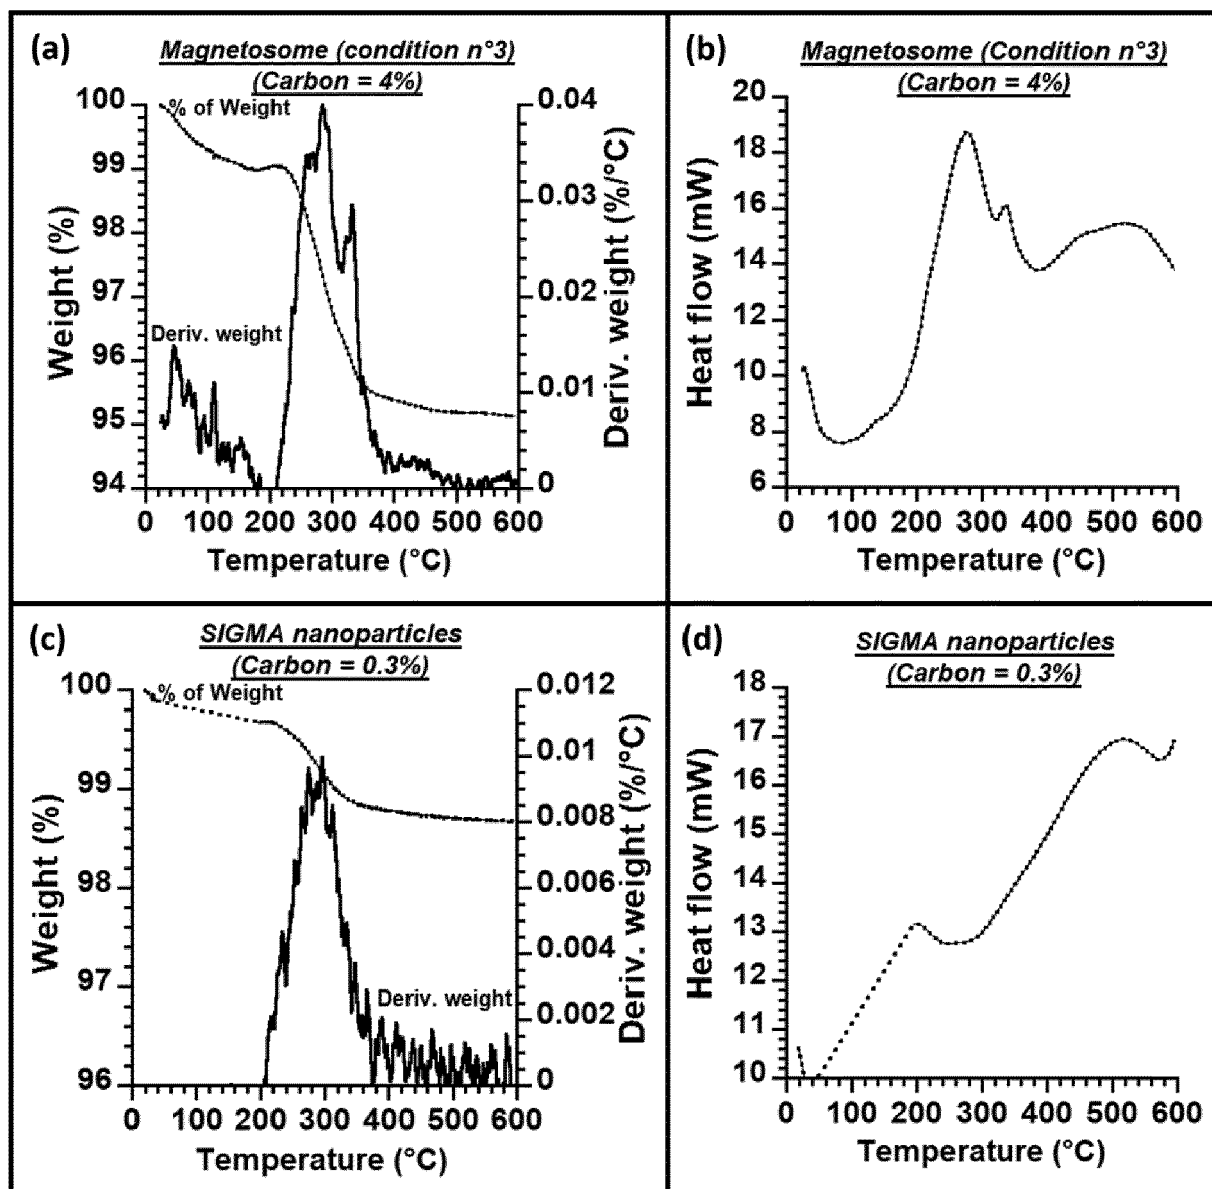 (a)
Magnetosome (condition n°3)
(Carbon = 4%)
% of Weight
Deriv. weight
Weight (%)
100
99
98
97
96
95
94
0.04
0.03
0.02
0.01
0
Deriv. weight (%/°C)
0 100 200 300 400 500 600
Temperature (°C)
(b)
Magnetosome (Condition n°3)
(Carbon = 4%)
Heat flow (mW)
20
18
16
14
12
10
8
6
0 100 200 300 400 500 600
Temperature (°C)
(c)
SIGMA nanoparticles
(Carbon = 0.3%)
% of Weight
Deriv. weight
Weight (%)
100
99
98
97
96
0.012
0.01
0.008
0.006
0.004
0.002
0
Deriv. weight (%/°C)
0 100 200 300 400 500 600
Temperature (°C)
(d)
SIGMA nanoparticles
(Carbon = 0.3%)
Heat flow (mW)
18
17
16
15
14
13
12
11
10
0 100 200 300 400 500 600
Temperature (°C)